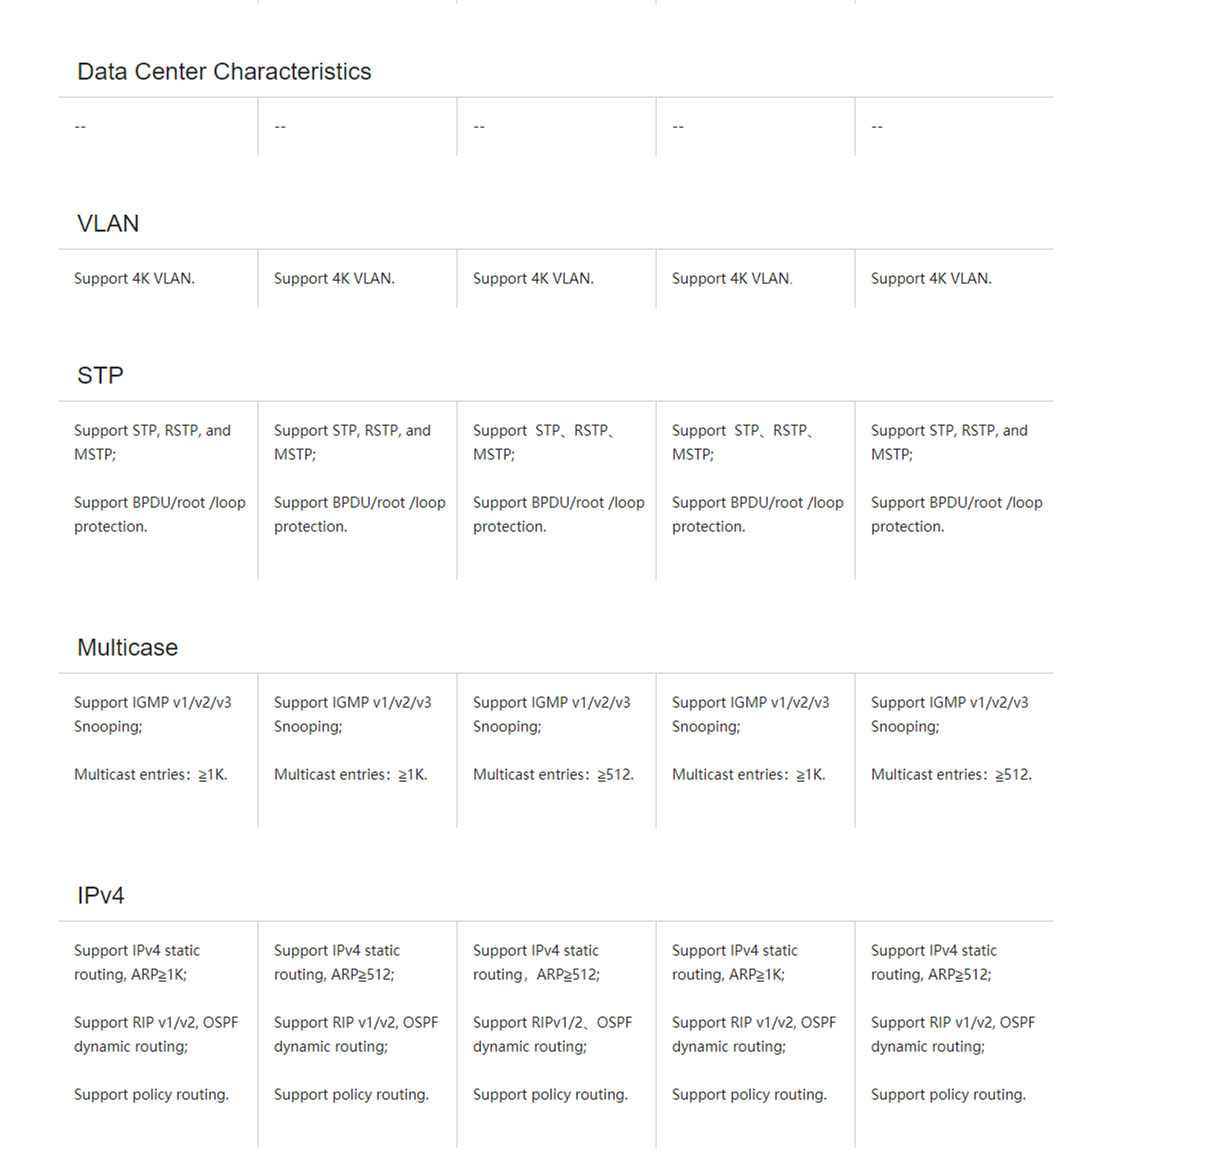 Data Center Characteristics
-- -- -- -- --
VLAN
Support 4K VLAN. Support 4K VLAN. Support 4K VLAN. Support 4K VLAN. Support 4K VLAN.
STP
Support STP, RSTP, and
MSTP;
Support BPDU/root /loop
protection.
Support STP, RSTP, and
MSTP;
Support BPDU/root /loop
protection.
Support  STP、RSTP、
MSTP;
Support BPDU/root /loop
protection.
Support  STP、RSTP、
MSTP;
Support BPDU/root /loop
protection.
Support STP, RSTP, and
MSTP;
Support BPDU/root /loop
protection.
Multicase
Support IGMP v1/v2/v3
Snooping;
Multicast entries：≧1K.
Support IGMP v1/v2/v3
Snooping;
Multicast entries：≧1K.
Support IGMP v1/v2/v3
Snooping;
Multicast entries：≧512.
Support IGMP v1/v2/v3
Snooping;
Multicast entries：≧1K.
Support IGMP v1/v2/v3
Snooping;
Multicast entries：≧512.
IPv4
Support IPv4 static
routing, ARP≧1K;
Support RIP v1/v2, OSPF
dynamic routing;
Support policy routing.
Support IPv4 static
routing, ARP≧512;
Support RIP v1/v2, OSPF
dynamic routing;
Support policy routing.
Support IPv4 static
routing，ARP≧512;
Support RIPv1/2、OSPF
dynamic routing;
Support policy routing.
Support IPv4 static
routing, ARP≧1K;
Support RIP v1/v2, OSPF
dynamic routing;
Support policy routing.
Support IPv4 static
routing, ARP≧512;
Support RIP v1/v2, OSPF
dynamic routing;
Support policy routing.